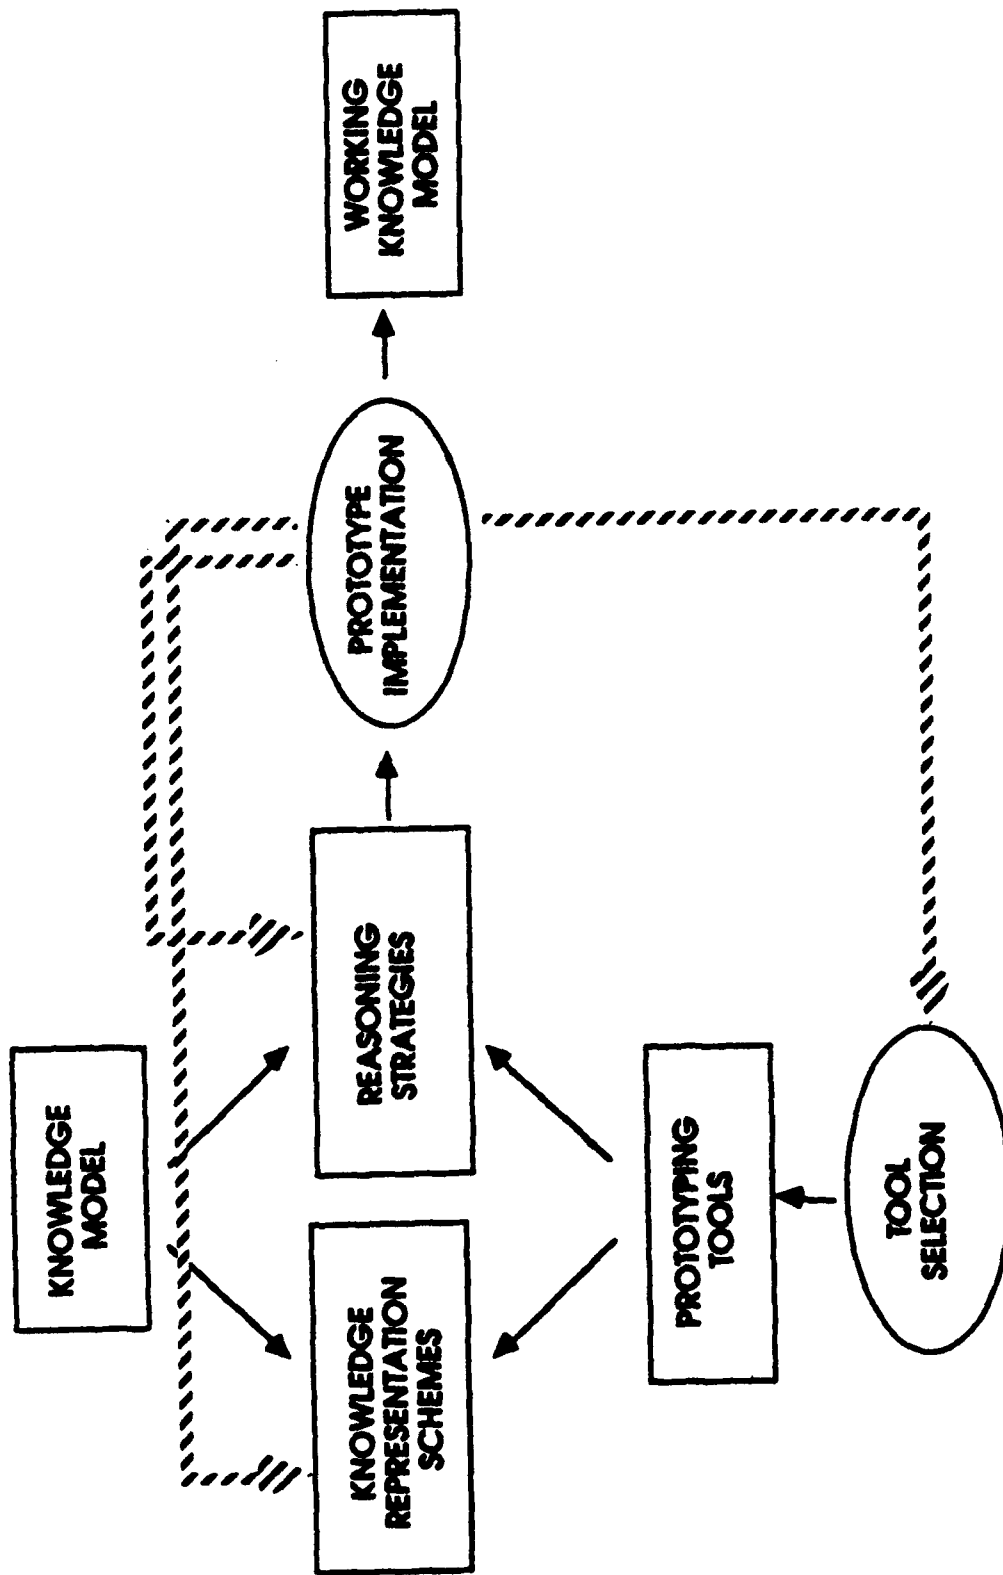 KNOWLEDGE
MODEL
KNOWLEDGE
REPRESENTATION
SCHEMES
REASONING
STRATEGIES
PROTOTYPE
IMPLEMENTATION
WORKING
KNOWLEDGE
MODEL
PROTOTYPING
TOOLS
TOOL
SELECTION